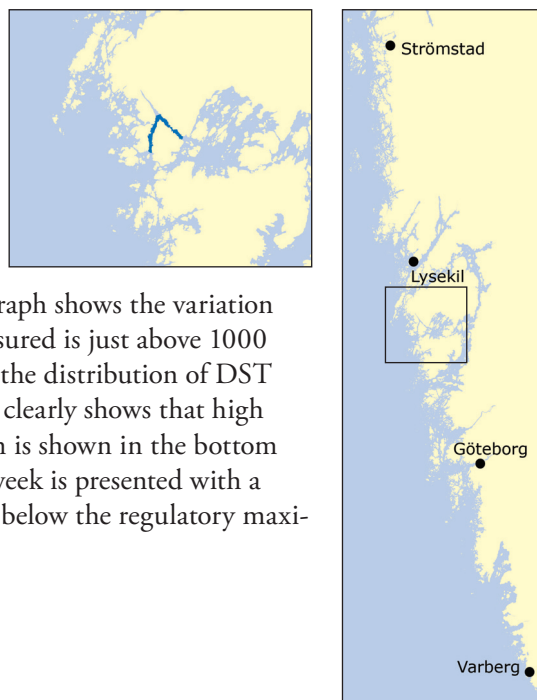 Strömstad
Lysekil
raph shows the variation
sured is just above 1000
the distribution of DST
clearly shows that high
n is shown in the bottom
week is presented with a
below the regulatory maxi-
Göteborg
Varberg